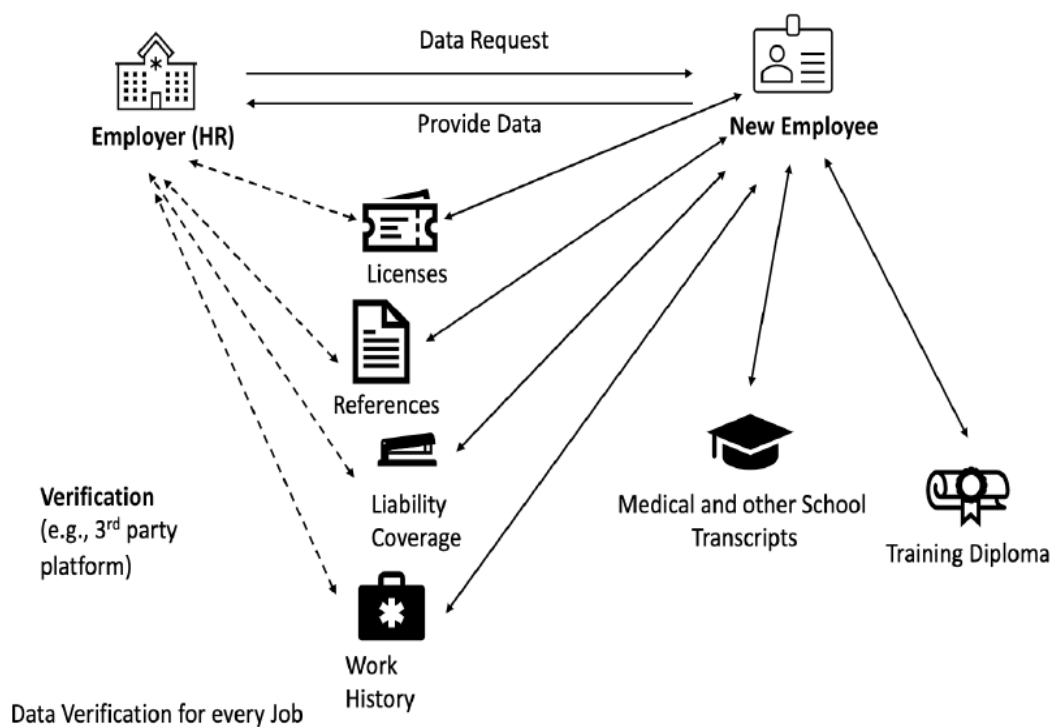 Data Request
Provide Data
Employer (HR)
New Employee
Licenses
References
Liability
Coverage
Verification
(e.g., 3rd party
platform)
Medical and other School
Transcripts
Training Diploma
Work
History
Data Verification for every Job